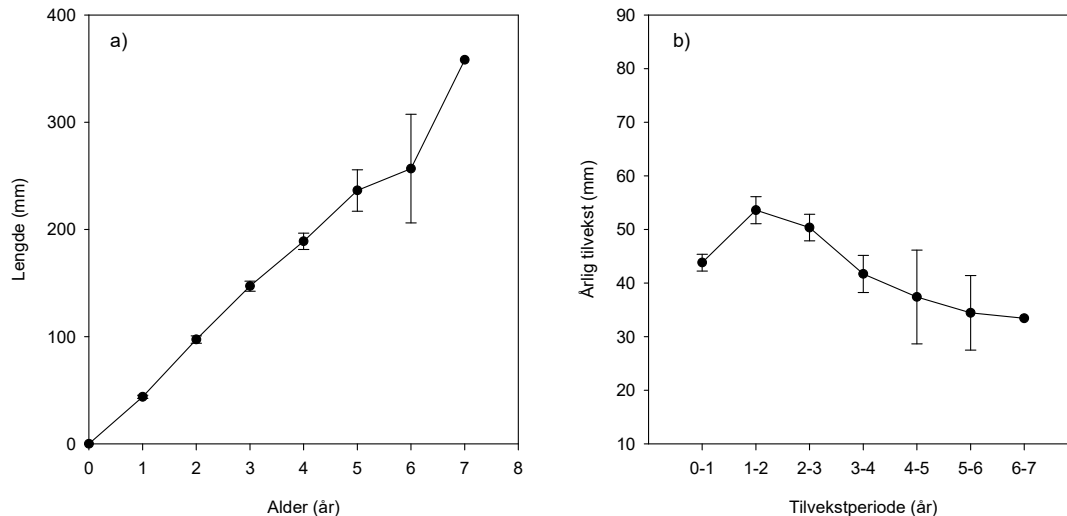 a)
400
300
200
100
0
Lengde (mm)
0 1 2 3 4 5 6 7 8
Alder (år)
b)
90
80
70
60
50
40
30
20
10
Årlig tilvekst (mm)
0-1 1-2 2-3 3-4 4-5 5-6 6-7
Tilvekstperiode (år)